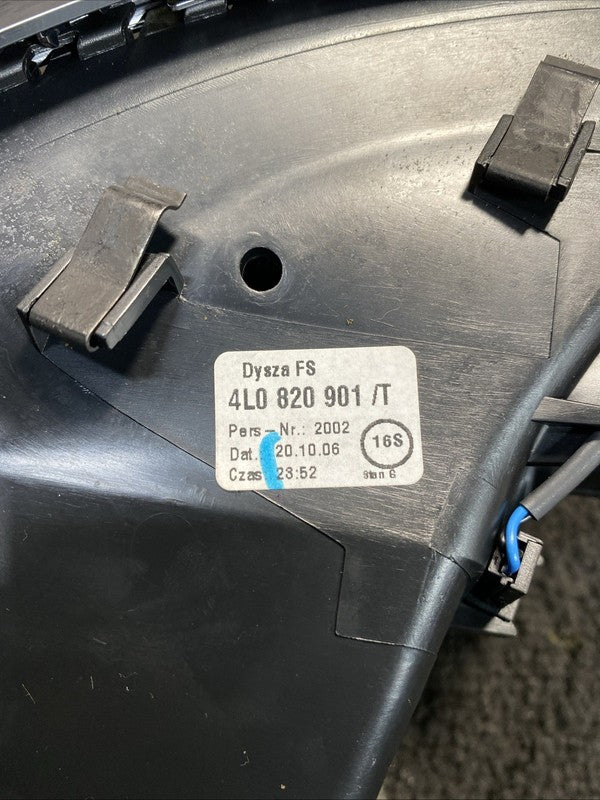 Dysza FS
4L0 820 901 /T
Pers-Nr.: 2002
Dat.: 20.10.06
16S
Czas: 23:52
Stan 6